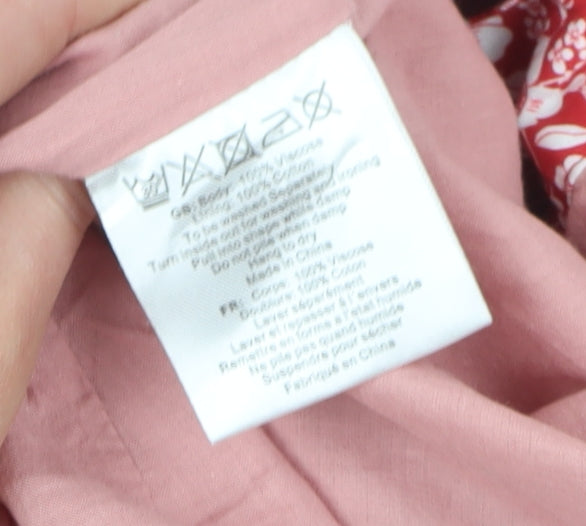 GB: Body: 100% Viscose
Lining: 100% Cotton
To be washed Separately
Turn inside out for washing and ironing
Pull into shape when damp
Do not pile when damp
Hang to dry
Made in China
FR: Corps: 100% Viscose
Doublure: 100% Coton
Laver séparément
Laver et repasser à l'envers
Remettre en forme à l'état humide
Ne pile pas quand humide
Suspendre pour sécher
Fabriqué en China